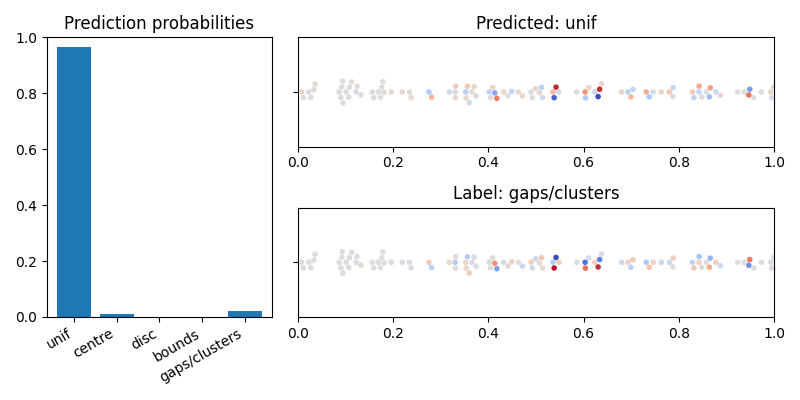 Prediction probabilities
1.0
0.8
0.6
0.4
0.2
0.0
unif
centre
disc
bounds
gaps/clusters
Predicted: unif
0.0 0.2 0.4 0.6 0.8 1.0
Label: gaps/clusters
0.0 0.2 0.4 0.6 0.8 1.0